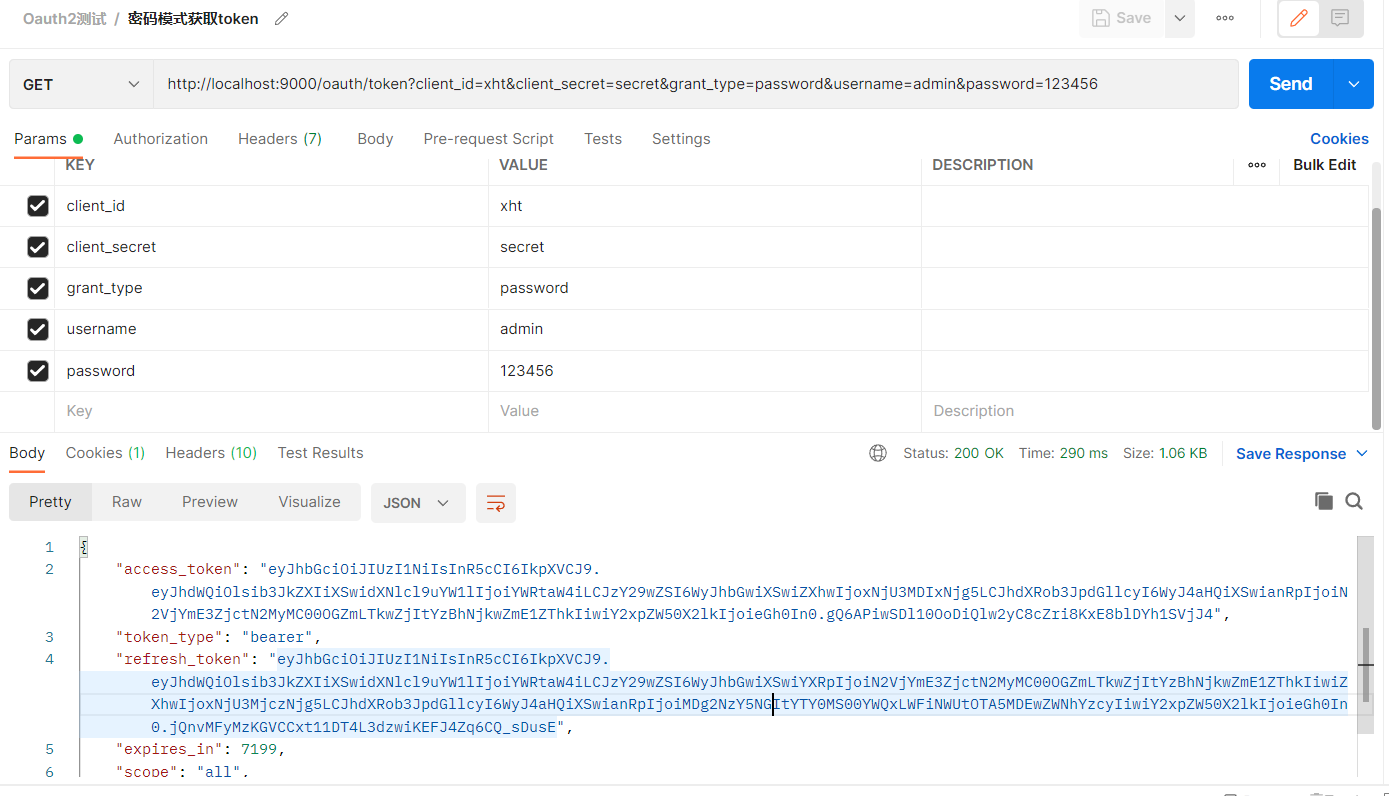 Oauth2测试 / 密码模式获取token
Save
GET http://localhost:9000/oauth/token?client_id=xht&client_secret=secret&grant_type=password&username=admin&password=123456 Send
Params Authorization Headers (7) Body Pre-request Script Tests Settings Cookies
KEY VALUE DESCRIPTION Bulk Edit
client_id xht
client_secret secret
grant_type password
username admin
password 123456
Key Value Description
Body Cookies (1) Headers (10) Test Results Status: 200 OK Time: 290 ms Size: 1.06 KB Save Response
Pretty Raw Preview Visualize JSON
1 {
2 "access_token": "eyJhbGciOiJIUzI1NiIsInR5cCI6IkpXVCJ9.
eyJhdWQiOlsib3JkZXIiXSwidXNlcl9uYW1lIjoiYWRtaW4iLCJzY29wZSI6WyJhbGwiXSwiZXhwIjoxNjU3MDIxNjg5LCJhdXRob3JpdGllcyI6WyJ4aHQiXSwianRpIjoiN
2VjYmE3ZjctN2MyMC00OGZmLTkwZjItYzBhNjkwZmE1ZThkIiwiY2xpZW50X2lkIjoieGh0In0.gQ6APiwSDl10OoDiQlw2yC8cZri8KxE8blDYh1SVjJ4",
3 "token_type": "bearer",
4 "refresh_token": "eyJhbGciOiJIUzI1NiIsInR5cCI6IkpXVCJ9.
eyJhdWQiOlsib3JkZXIiXSwidXNlcl9uYW1lIjoiYWRtaW4iLCJzY29wZSI6WyJhbGwiXSwiYXRpIjoiN2VjYmE3ZjctN2MyMC00OGZmLTkwZjItYzBhNjkwZmE1ZThkIiwiZ
XhwIjoxNjU3MjczNjg5LCJhdXRob3JpdGllcyI6WyJ4aHQiXSwianRpIjoiMDg2NzY5NGItYTY0MS00YWQxLWFiNWUtOTA5MDEwZWNhYzcyIiwiY2xpZW50X2lkIjoieGh0In
0.jQnvMFyMzKGVCCxt11DT4L3dzwiKEFJ4Zq6CQ_sDusE",
5 "expires_in": 7199,
6 "scope": "all",